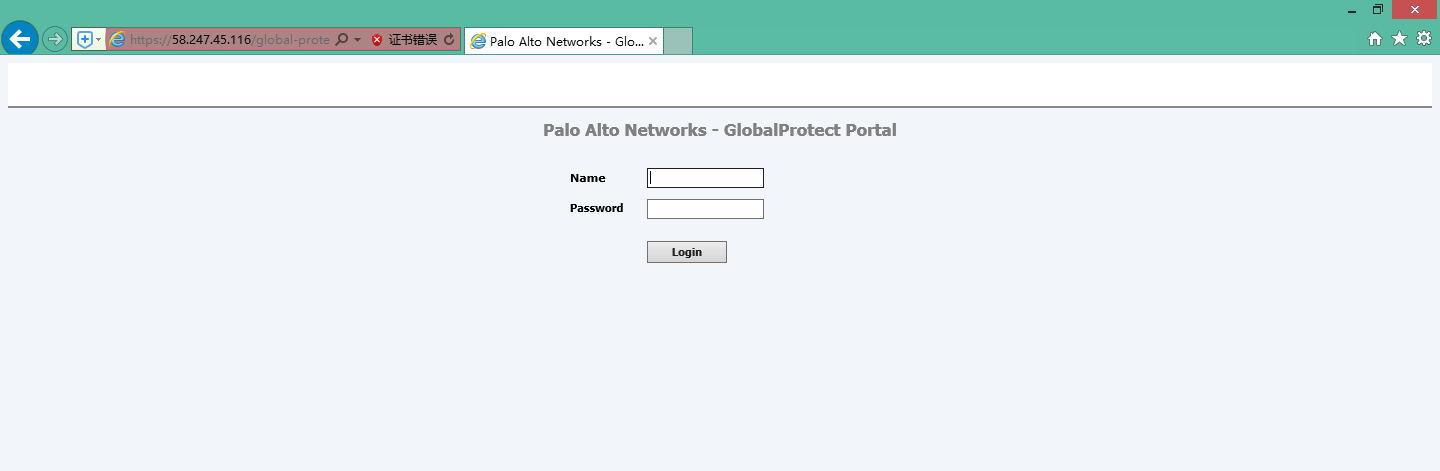 https://58.247.45.116/global-prote
证书错误
Palo Alto Networks - Glo...
Palo Alto Networks - GlobalProtect Portal
Name
Password
Login